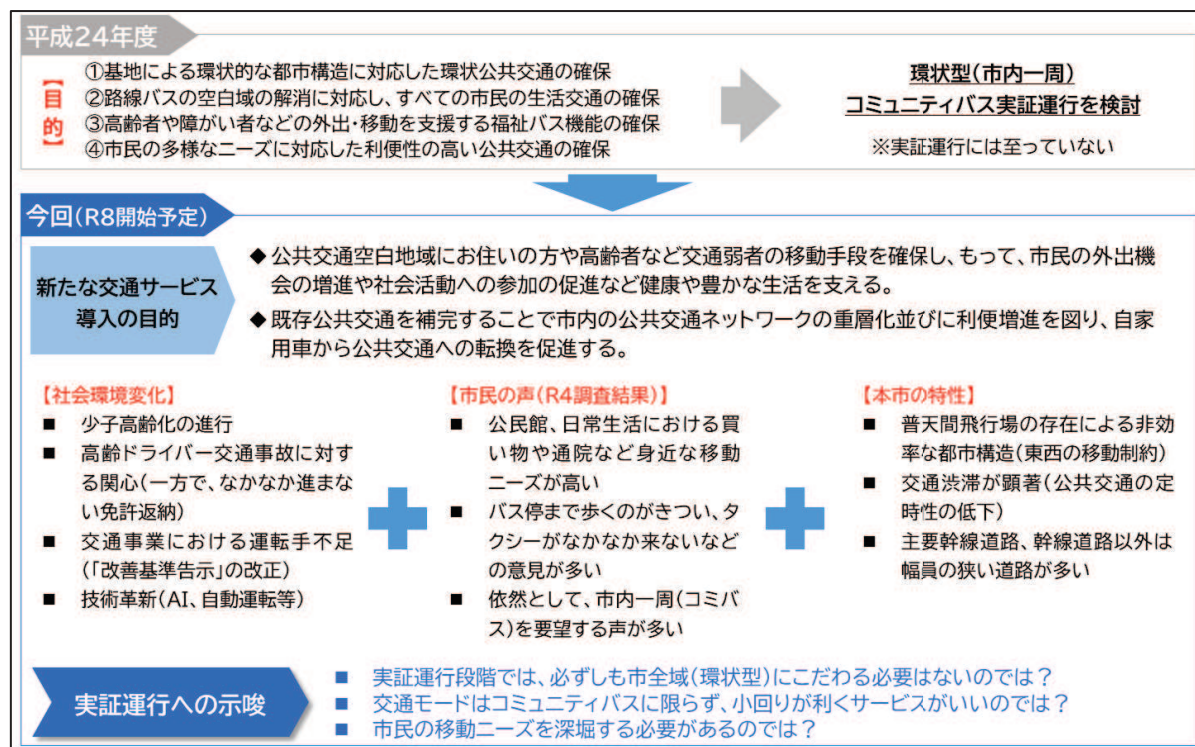 平成24年度
【目的】
①基地による環状的な都市構造に対応した環状公共交通の確保
②路線バスの空白域の解消に対応し、すべての市民の生活交通の確保
③高齢者や障がい者などの外出・移動を支援する福祉バス機能の確保
④市民の多様なニーズに対応した利便性の高い公共交通の確保
環状型(市内一周)
コミュニティバス実証運行を検討
※実証運行には至っていない
今回(R8開始予定)
新たな交通サービス
導入の目的
◆ 公共交通空白地域にお住いの方や高齢者など交通弱者の移動手段を確保し、もって、市民の外出機
会の増進や社会活動への参加の促進など健康や豊かな生活を支える。
◆ 既存公共交通を補完することで市内の公共交通ネットワークの重層化並びに利便増進を図り、自家
用車から公共交通への転換を促進する。
【社会環境変化】
■ 少子高齢化の進行
■ 高齢ドライバー交通事故に対す
る関心(一方で、なかなか進まな
い免許返納)
■ 交通事業における運転手不足
(「改善基準告示」の改正)
■ 技術革新(AI、自動運転等)
【市民の声(R4調査結果)】
■ 公民館、日常生活における買
い物や通院など身近な移動
ニーズが高い
■ バス停まで歩くのがきつい、タ
クシーがなかなか来ないなど
の意見が多い
■ 依然として、市内一周(コミバ
ス)を要望する声が多い
【本市の特性】
■ 普天間飛行場の存在による非効
率な都市構造(東西の移動制約)
■ 交通渋滞が顕著(公共交通の定
時性の低下)
■ 主要幹線道路、幹線道路以外は
幅員の狭い道路が多い
実証運行への示唆
■ 実証運行段階では、必ずしも市全域(環状型)にこだわる必要はないのでは？
■ 交通モードはコミュニティバスに限らず、小回りが利くサービスがいいのでは？
■ 市民の移動ニーズを深堀する必要があるのでは？